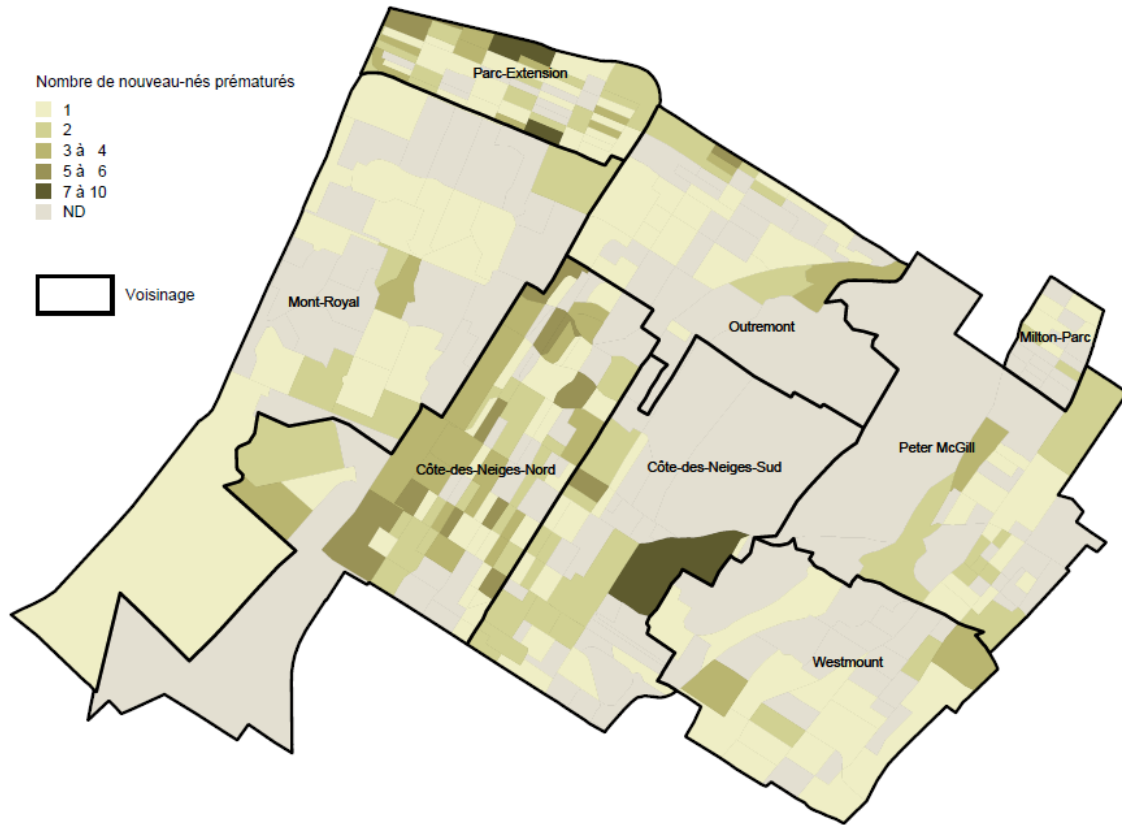 Nombre de nouveau-nés prématurés
1
2
3 à 4
5 à 6
7 à 10
ND
Voisinage
Parc-Extension
Mont-Royal
Outremont
Milton-Parc
Peter McGill
Côte-des-Neiges-Nord
Côte-des-Neiges-Sud
Westmount